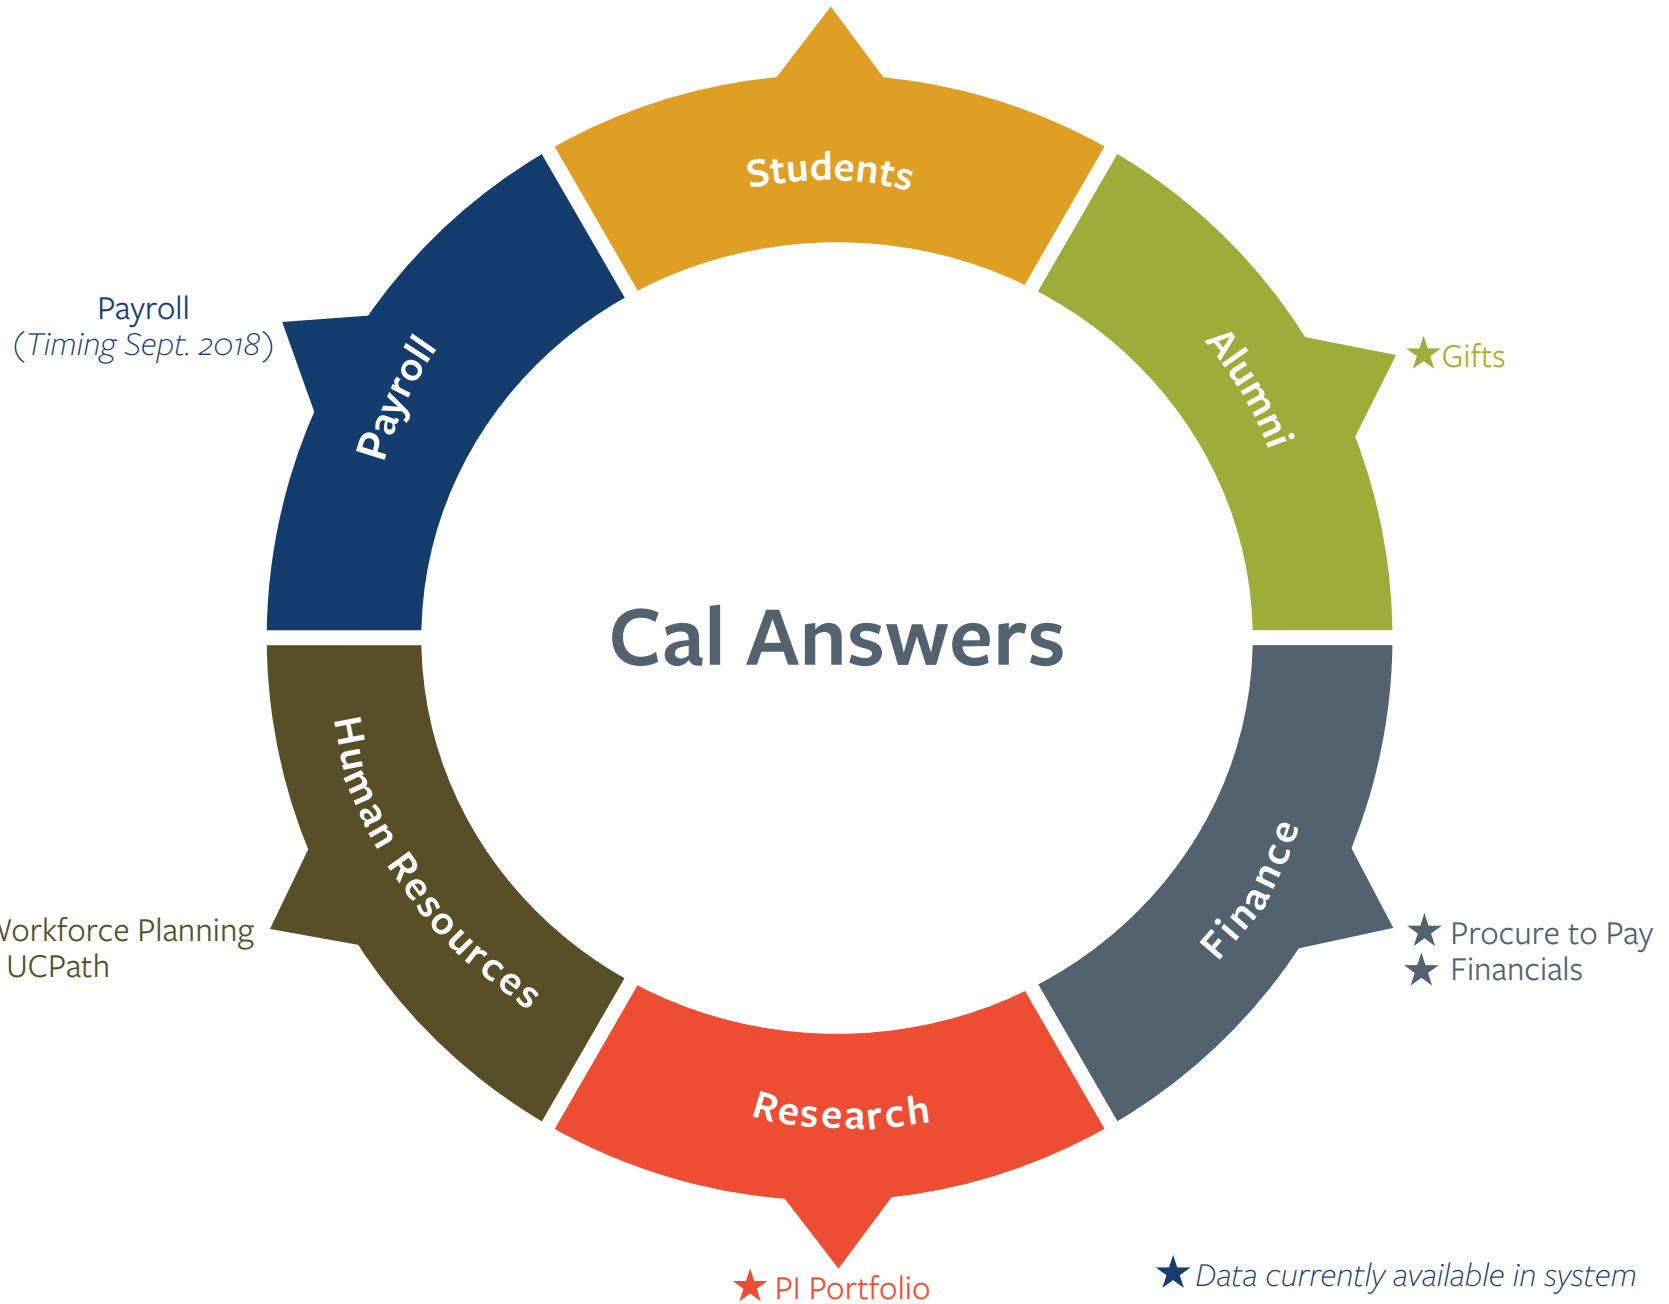 Students
Payroll
(Timing Sept. 2018)
Payroll
Alumni
★Gifts
Cal Answers
Human Resources
Finance
Planning
UCPath
★ Procure to Pay
★ Financials
Research
★ PI Portfolio
★ Data currently available in system